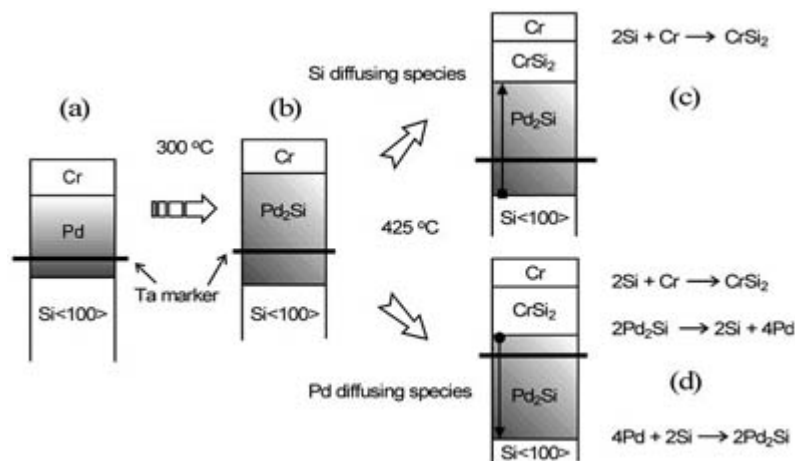 (a)
Cr
Pd
Si<100>
300 ºC
Ta marker
(b)
Cr
Pd₂Si
Si<100>
Si diffusing species
425 ºC
Pd diffusing species
Cr
CrSi₂
Pd₂Si
Si<100>
2Si + Cr → CrSi₂
(c)
Cr
CrSi₂
Pd₂Si
Si<100>
2Si + Cr → CrSi₂
2Pd₂Si → 2Si + 4Pd
(d)
4Pd + 2Si → 2Pd₂Si